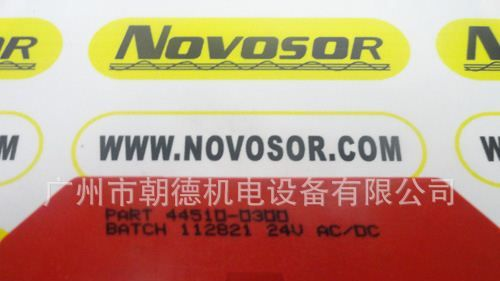 NOVOSOR
WWW.NOVOSOR.COM
M
W
广州市朝德机电设备有限公司
PART 44510-0300
BATCH 112821 24V AC/DC